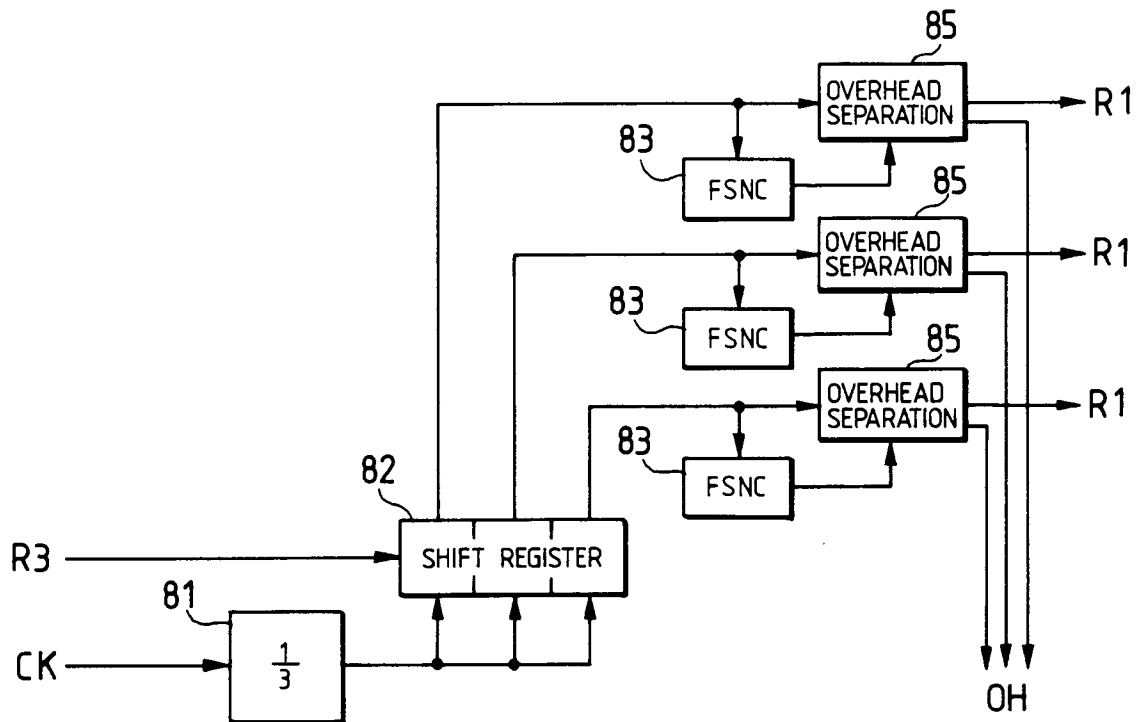 85
OVERHEAD
SEPARATION
R1
83
FSNC
85
OVERHEAD
SEPARATION
R1
83
FSNC
85
OVERHEAD
SEPARATION
R1
83
FSNC
82
R3
SHIFT REGISTER
81
CK
1
3
OH